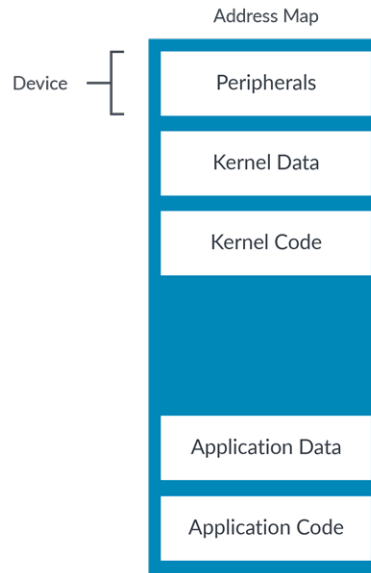 Address Map
Device
Peripherals
Kernel Data
Kernel Code
Application Data
Application Code